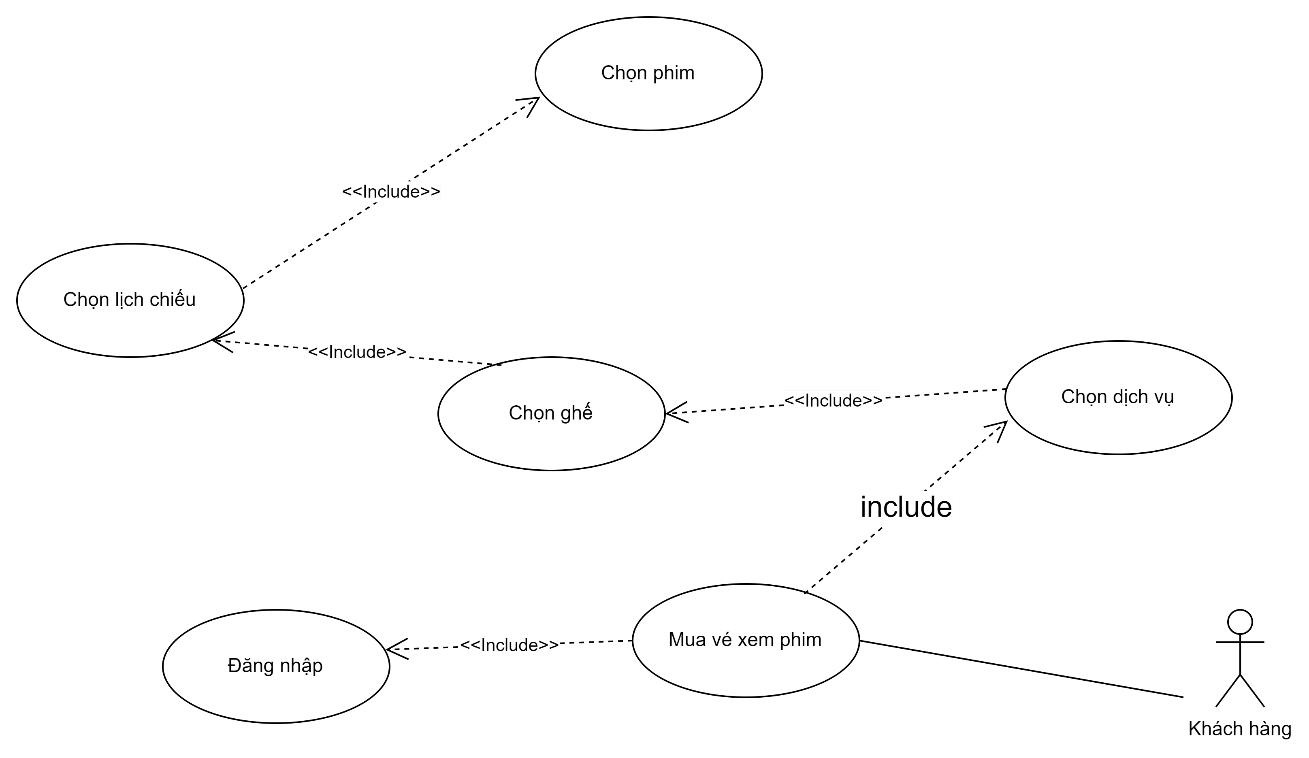 Chọn phim
<<Include>>
Chọn lịch chiếu
<<Include>>
Chọn ghế
<<Include>>
Chọn dịch vụ
include
Đăng nhập
<<Include>>
Mua vé xem phim
Khách hàng